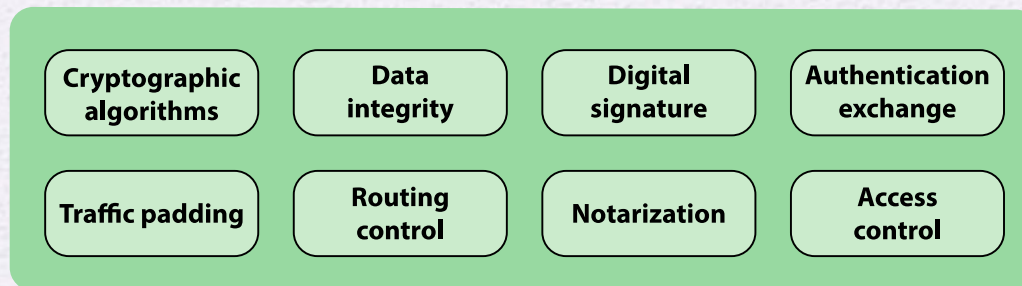 Cryptographic
algorithms
Data
integrity
Digital
signature
Authentication
exchange
Traffic padding
Routing
control
Notarization
Access
control